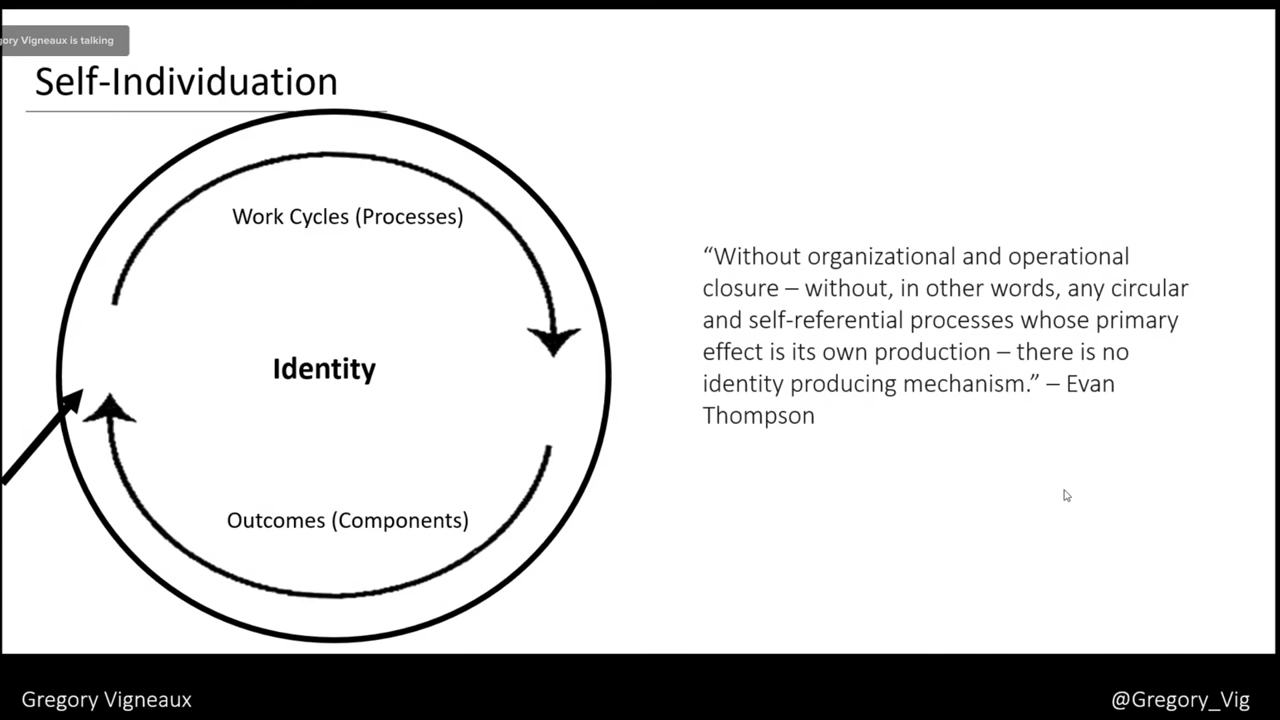 gory Vigneaux is talking
Self-Individuation
Work Cycles (Processes)
Identity
Outcomes (Components)
“Without organizational and operational
closure – without, in other words, any circular
and self-referential processes whose primary
effect is its own production – there is no
identity producing mechanism.” – Evan
Thompson
Gregory Vigneaux
@Gregory_Vig